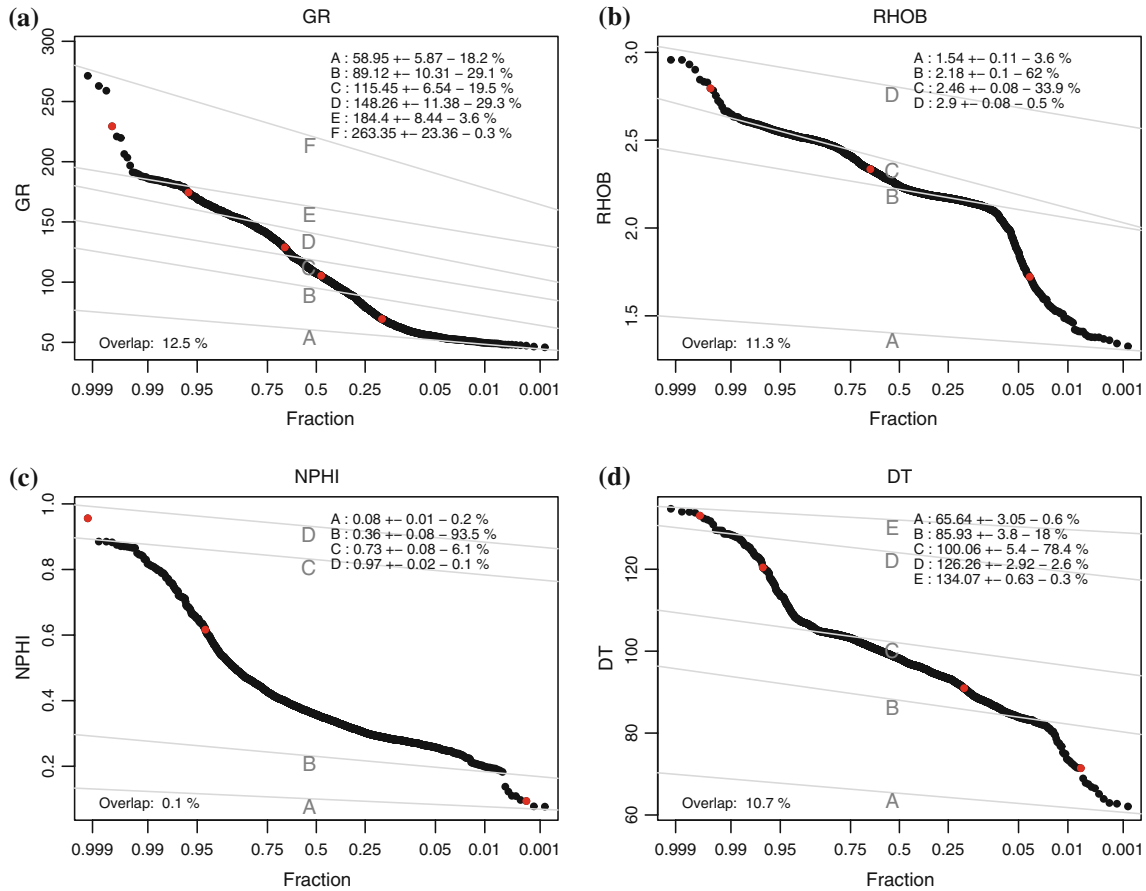 (a)
GR
300
250
200
150
100
50
GR
A : 58.95 +− 5.87 − 18.2 %
B : 89.12 +− 10.31 − 29.1 %
C : 115.45 +− 6.54 − 19.5 %
D : 148.26 +− 11.38 − 29.3 %
E : 184.4 +− 8.44 − 3.6 %
F : 263.35 +− 23.36 − 0.3 %
F
E
D
C
B
A
Overlap: 12.5 %
0.999 0.99 0.95 0.75 0.5 0.25 0.05 0.01 0.001
Fraction
(b)
RHOB
3.0
2.5
2.0
1.5
RHOB
A : 1.54 +− 0.11 − 3.6 %
B : 2.18 +− 0.1 − 62 %
C : 2.46 +− 0.08 − 33.9 %
D : 2.9 +− 0.08 − 0.5 %
D
C
B
A
Overlap: 11.3 %
0.999 0.99 0.95 0.75 0.5 0.25 0.05 0.01 0.001
Fraction
(c)
NPHI
1.0
0.8
0.6
0.4
0.2
NPHI
A : 0.08 +− 0.01 − 0.2 %
B : 0.36 +− 0.08 − 93.5 %
C : 0.73 +− 0.08 − 6.1 %
D : 0.97 +− 0.02 − 0.1 %
D
C
B
A
Overlap: 0.1 %
0.999 0.99 0.95 0.75 0.5 0.25 0.05 0.01 0.001
Fraction
(d)
DT
120
100
80
60
DT
A : 65.64 +− 3.05 − 0.6 %
B : 85.93 +− 3.8 − 18 %
C : 100.06 +− 5.4 − 78.4 %
D : 126.26 +− 2.92 − 2.6 %
E : 134.07 +− 0.63 − 0.3 %
E
D
C
B
A
Overlap: 10.7 %
0.999 0.99 0.95 0.75 0.5 0.25 0.05 0.01 0.001
Fraction